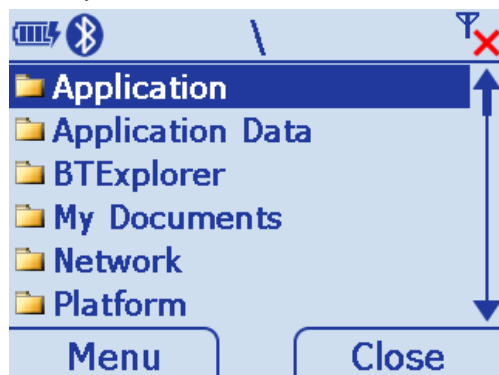 \
Application
Application Data
BTExplorer
My Documents
Network
Platform
Menu Close